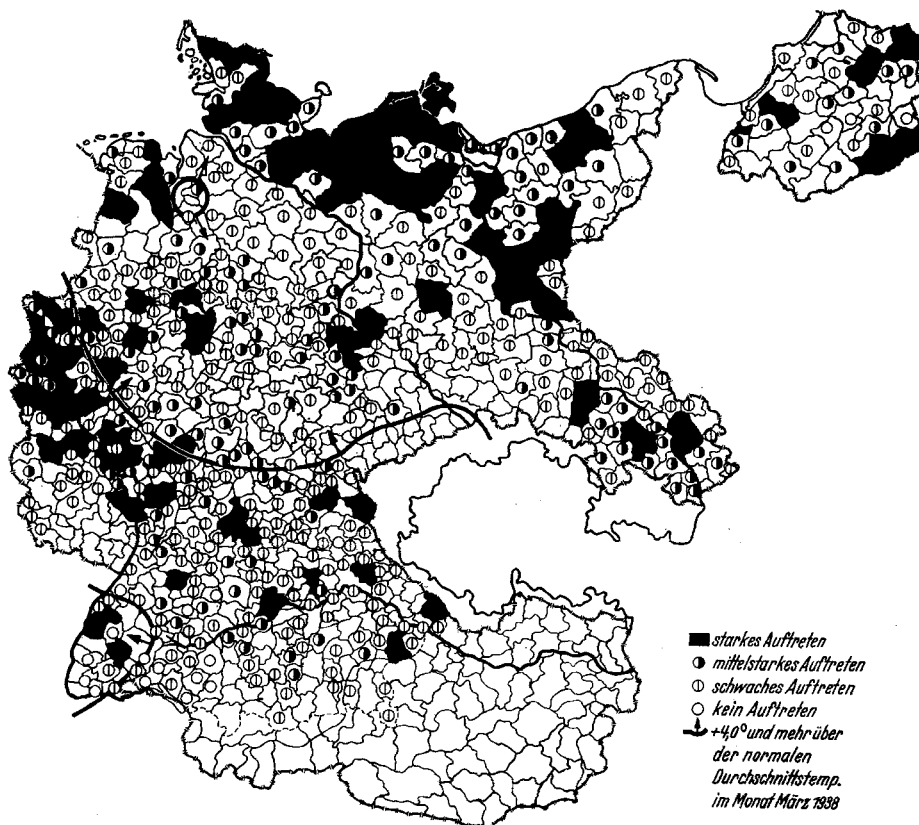 starkes Auftreten
mittelstarkes Auftreten
schwaches Auftreten
kein Auftreten
+4,0° und mehr über
der normalen
Durchschnittstemp.
im Monat März 1938